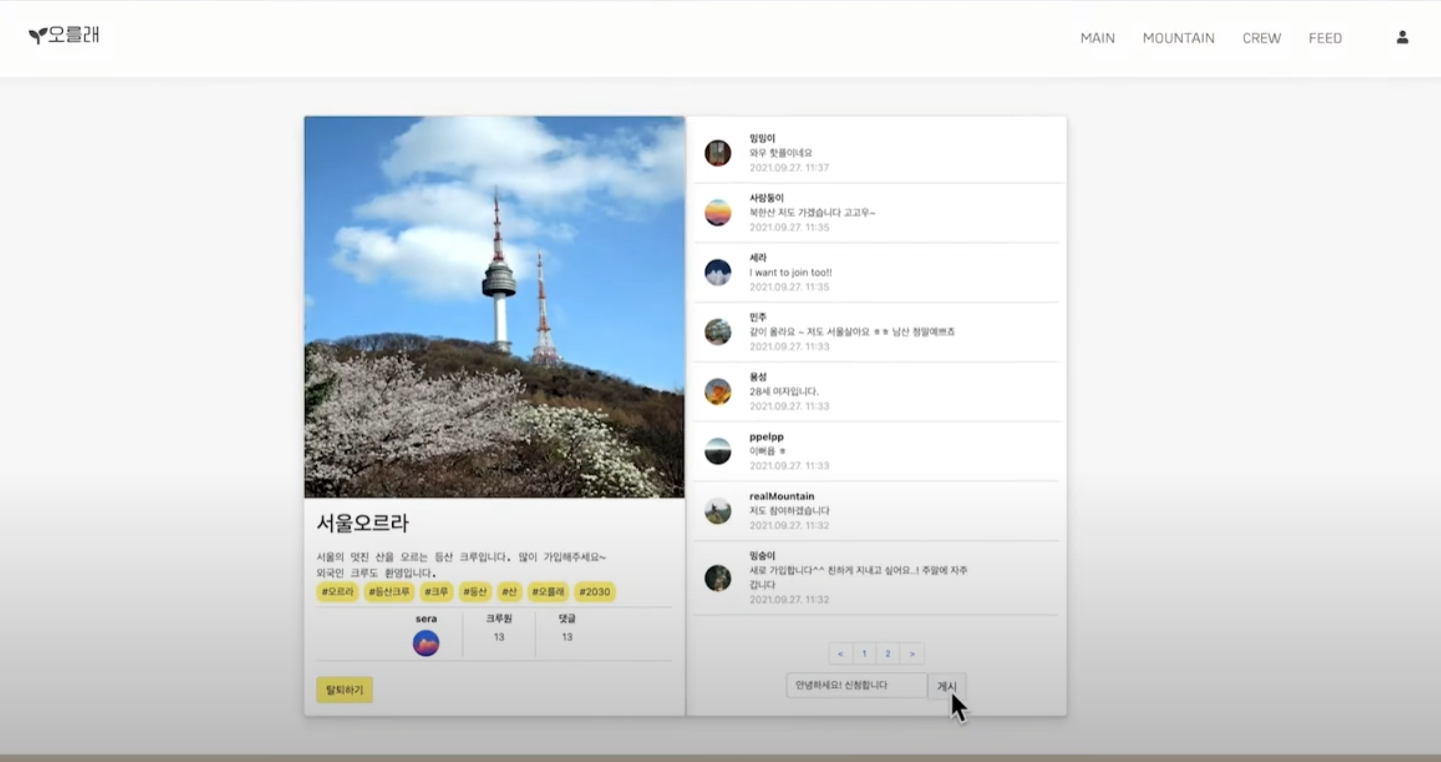 오를래
MAIN
MOUNTAIN
CREW
FEED
밍밍이
와우 핫플이네요
2021.09.27. 11:37
사랑둥이
북한산 저도 가겠습니다 고고우~
2021.09.27. 11:35
세라
I want to join too!!
2021.09.27. 11:35
민주
같이 올라요 ~ 저도 서울살아요 ㅎㅎ 남산 정말예쁘죠
2021.09.27. 11:33
용성
28세 여자입니다.
2021.09.27. 11:33
ppelpp
이뻐욥 ㅎ
2021.09.27. 11:33
realMountain
저도 참여하겠습니다
2021.09.27. 11:32
밍숭이
새로 가입합니다^^ 친하게 지내고 싶어요..! 주말에 자주
갑니다
2021.09.27. 11:32
< 1 2 >
안녕하세요! 신청합니다
게시
서울오르라
서울의 멋진 산을 오르는 등산 크루입니다. 많이 가입해주세요~
외국인 크루도 환영입니다.
#오르라 #등산크루 #크루 #등산 #산 #오를래 #2030
sera 크루원 댓글
13 13
탈퇴하기